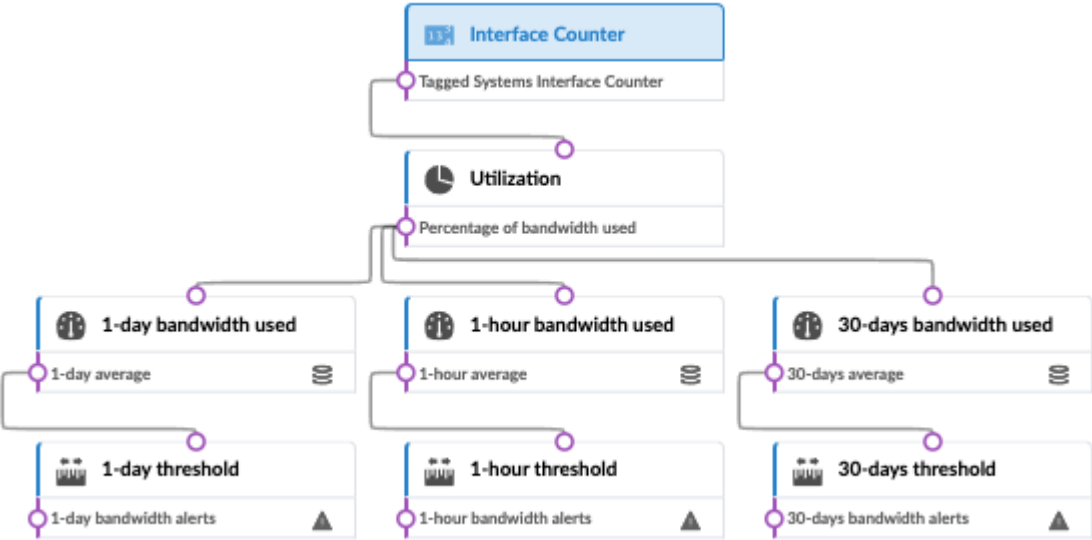 Interface Counter
Tagged Systems Interface Counter
Utilization
Percentage of bandwidth used
1-day bandwidth used
1-hour bandwidth used
30-days bandwidth used
1-day average
1-hour average
30-days average
1-day threshold
1-hour threshold
30-days threshold
1-day bandwidth alerts
1-hour bandwidth alerts
30-days bandwidth alerts